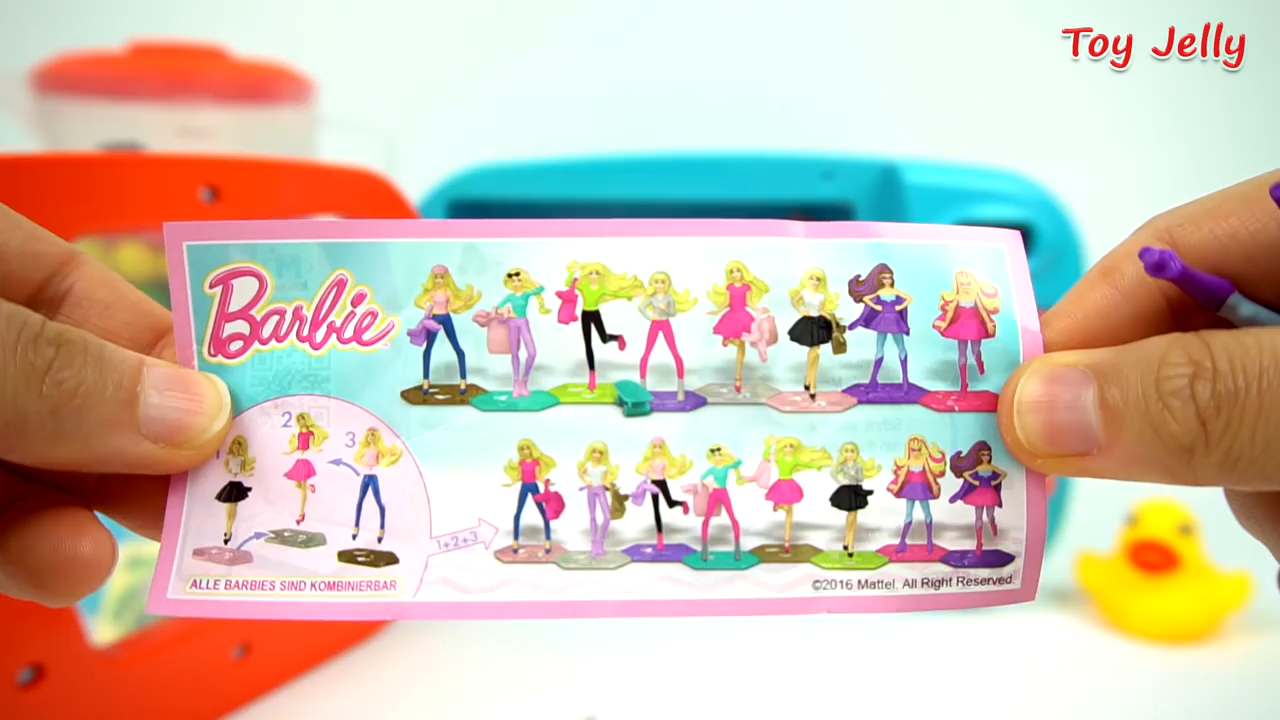 Toy Jelly
Barbie
1 2 3
1+2+3
ALLE BARBIES SIND KOMBINIERBAR
©2016 Mattel. All Right Reserved.